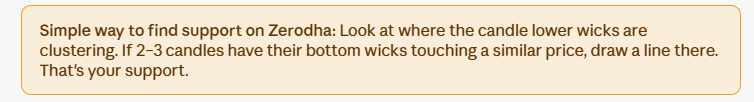 Simple way to find support on Zerodha: Look at where the candle lower wicks are
clustering. If 2–3 candles have their bottom wicks touching a similar price, draw a line there.
That's your support.